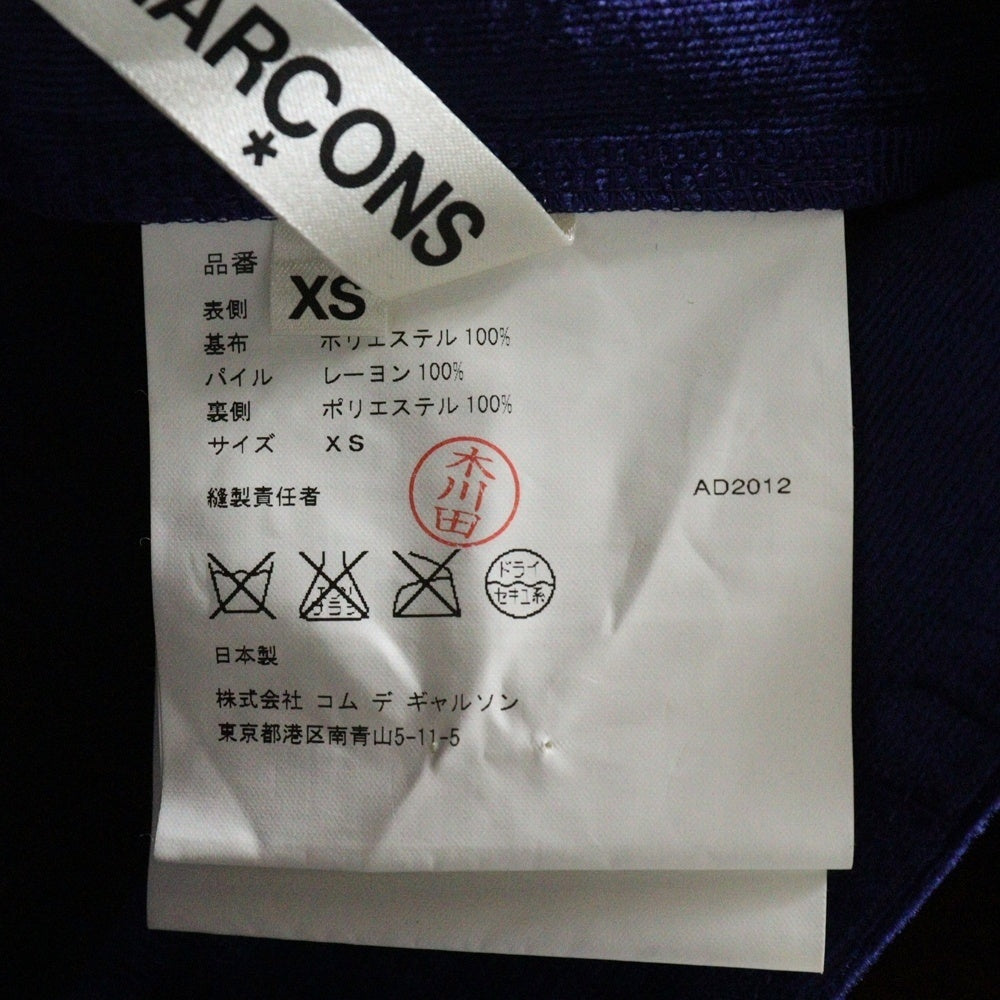 GARÇONS
*
XS
品番
表側
基布 ポリエステル 100%
パイル レーヨン 100%
裏側 ポリエステル 100%
サイズ XS
縫製責任者
木川田
AD2012
ドライ
セキユ系
日本製
株式会社 コム デ ギャルソン
東京都港区南青山5-11-5